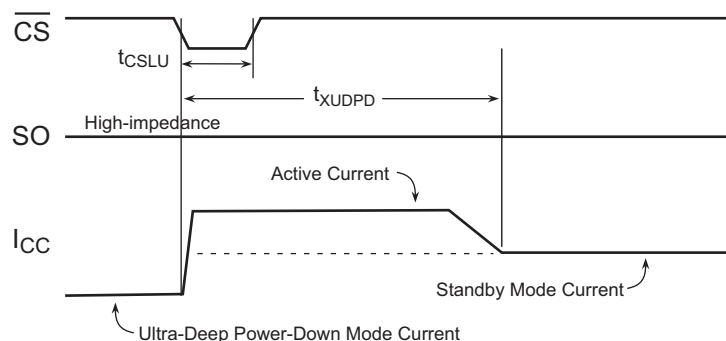 CS
tCSLU
tXUDPD
High-impedance
SO
Active Current
ICC
Standby Mode Current
Ultra-Deep Power-Down Mode Current